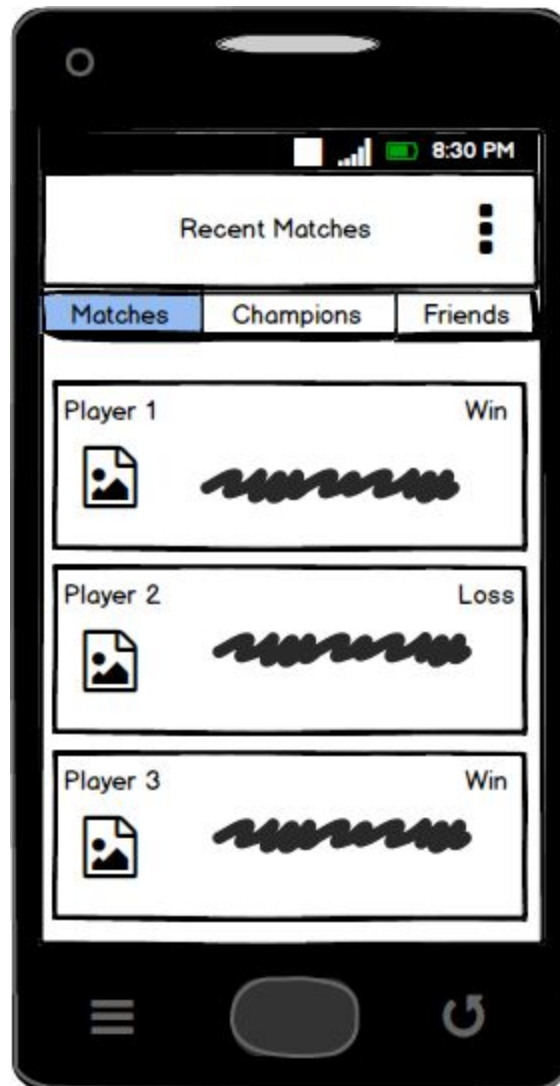 8:30 PM
Recent Matches
Matches Champions Friends
Player 1 Win
Player 2 Loss
Player 3 Win